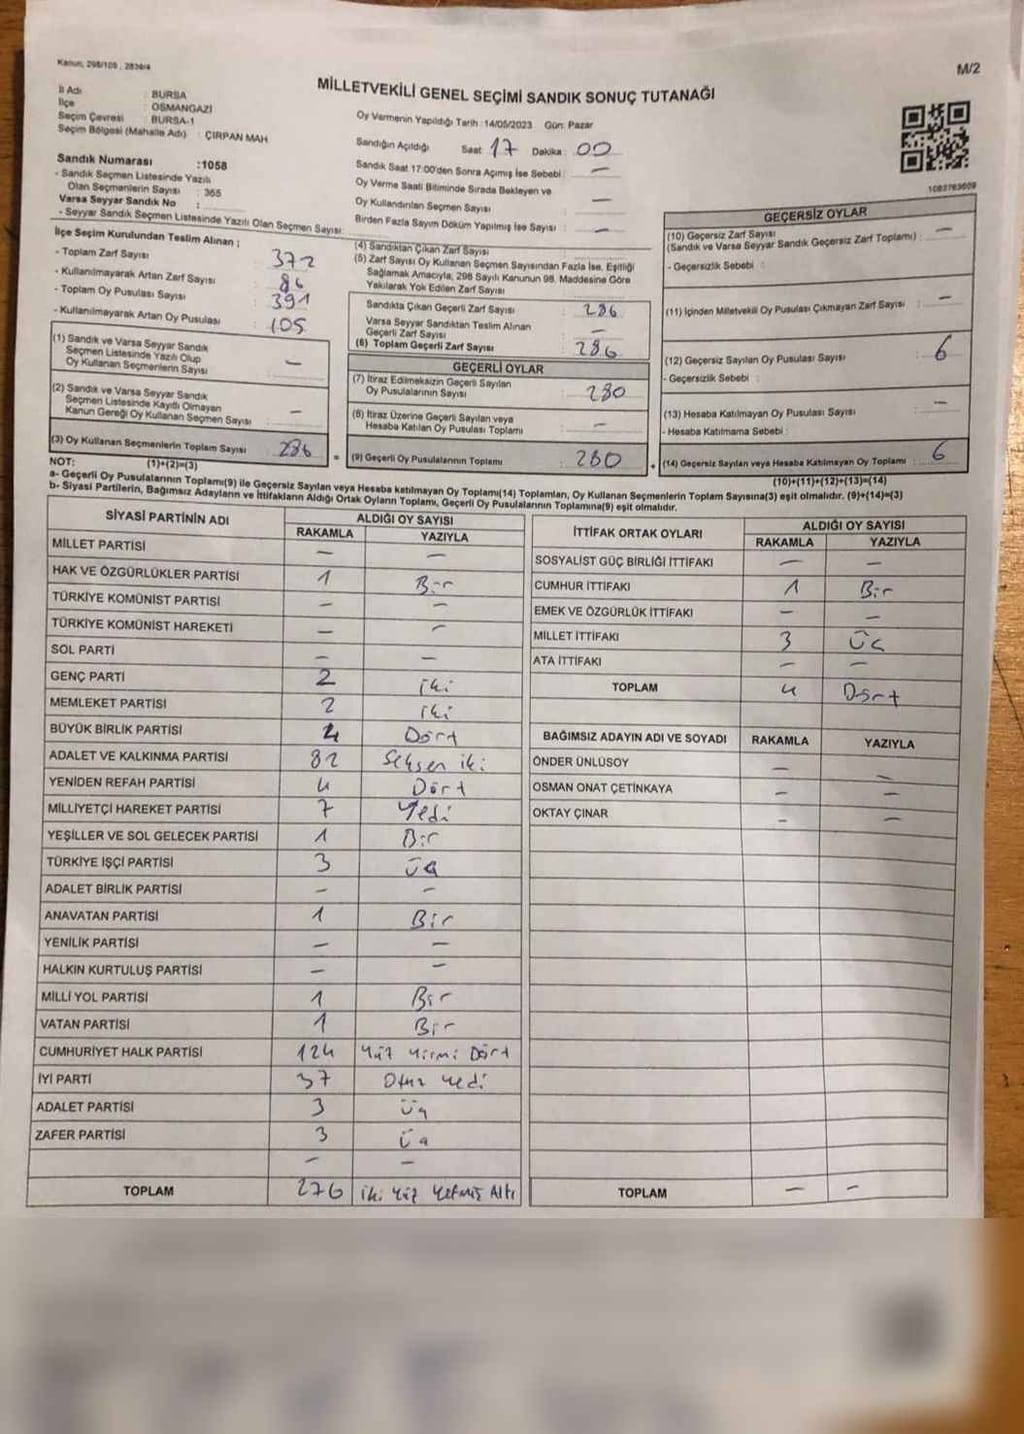 Kanun, 298/105 , 2839/4
M/2
MİLLETVEKİLİ GENEL SEÇİMİ SANDIK SONUÇ TUTANAĞI
İl Adı : BURSA
İlçe : OSMANGAZİ
Seçim Çevresi : BURSA-1
Seçim Bölgesi (Mahalle Adı) : ÇIRPAN MAH
Sandık Numarası :1058
- Sandık Seçmen Listesinde Yazılı
Olan Seçmenlerin Sayısı : 365
Varsa Seyyar Sandık No :
- Seyyar Sandık Seçmen Listesinde Yazılı Olan Seçmen Sayısı:
Oy Vermenin Yapıldığı Tarih :14/05/2023 Gün: Pazar
Sandığın Açıldığı Saat 17 Dakika 00
Sandık Saat 17:00'den Sonra Açımış İse Sebebi : —
Oy Verme Saati Bitiminde Sırada Bekleyen ve
Oy Kullandırılan Seçmen Sayısı : —
Birden Fazla Sayım Döküm Yapılmış İse Sayısı : —
1083763609
İlçe Seçim Kurulundan Teslim Alınan ;
- Toplam Zarf Sayısı : 372
- Kullanılmayarak Artan Zarf Sayısı : 86
- Toplam Oy Pusulası Sayısı : 391
- Kullanılmayarak Artan Oy Pusulası : 105
(1) Sandık ve Varsa Seyyar Sandık
Seçmen Listesinde Yazılı Olup
Oy Kullanan Seçmenlerin Sayısı : —
(2) Sandık ve Varsa Seyyar Sandık
Seçmen Listesinde Kayıtlı Olmayan
Kanun Gereği Oy Kullanan Seçmen Sayısı : —
(3) Oy Kullanan Seçmenlerin Toplam Sayısı : 286
(1)+(2)=(3)
(4) Sandıktan Çıkan Zarf Sayısı :
(5) Zarf Sayısı Oy Kullanan Seçmen Sayısından Fazla İse, Eşitliği
Sağlamak Amacıyla, 298 Sayılı Kanunun 98. Maddesine Göre
Yakılarak Yok Edilen Zarf Sayısı :
Sandıkta Çıkan Geçerli Zarf Sayısı : 286
Varsa Seyyar Sandıktan Teslim Alınan
Geçerli Zarf Sayısı : —
(6) Toplam Geçerli Zarf Sayısı : 286
GEÇERLİ OYLAR
(7) İtiraz Edilmeksizin Geçerli Sayılan
Oy Pusulalarının Sayısı : 280
(8) İtiraz Üzerine Geçerli Sayılan veya
Hesaba Katılan Oy Pusulası Toplamı : —
= (9) Geçerli Oy Pusulalarının Toplamı : 280
GEÇERSİZ OYLAR
(10) Geçersiz Zarf Sayısı
(Sandık ve Varsa Seyyar Sandık Geçersiz Zarf Toplamı) : —
- Geçersizlik Sebebi :
(11) İçinden Milletvekili Oy Pusulası Çıkmayan Zarf Sayısı : —
(12) Geçersiz Sayılan Oy Pusulası Sayısı : 6
- Geçersizlik Sebebi :
(13) Hesaba Katılmayan Oy Pusulası Sayısı : —
- Hesaba Katılmama Sebebi :
+ (14) Geçersiz Sayılan veya Hesaba Katılmayan Oy Toplamı : 6
(10)+(11)+(12)+(13)=(14)
NOT:
a- Geçerli Oy Pusulalarının Toplamı(9) ile Geçersiz Sayılan veya Hesaba katılmayan Oy Toplamı(14) Toplamları, Oy Kullanan Seçmenlerin Toplam Sayısına(3) eşit olmalıdır. (9)+(14)=(3)
b- Siyasi Partilerin, Bağımsız Adayların ve İttifakların Aldığı Ortak Oyların Toplamı, Geçerli Oy Pusulalarının Toplamına(9) eşit olmalıdır.
SİYASİ PARTİNİN ADI ALDIĞI OY SAYISI
RAKAMLA YAZIYLA
MİLLET PARTİSİ — —
HAK VE ÖZGÜRLÜKLER PARTİSİ 1 Bir
TÜRKİYE KOMÜNİST PARTİSİ — —
TÜRKİYE KOMÜNİST HAREKETİ — —
SOL PARTİ — —
GENÇ PARTİ 2 iki
MEMLEKET PARTİSİ 2 iki
BÜYÜK BİRLİK PARTİSİ 4 Dört
ADALET VE KALKINMA PARTİSİ 82 Seksen iki
YENİDEN REFAH PARTİSİ 4 Dört
MİLLİYETÇİ HAREKET PARTİSİ 7 Yedi
YEŞİLLER VE SOL GELECEK PARTİSİ 1 Bir
TÜRKİYE İŞÇİ PARTİSİ 3 Üç
ADALET BİRLİK PARTİSİ — —
ANAVATAN PARTİSİ 1 Bir
YENİLİK PARTİSİ — —
HALKIN KURTULUŞ PARTİSİ — —
MİLLİ YOL PARTİSİ 1 Bir
VATAN PARTİSİ 1 Bir
CUMHURİYET HALK PARTİSİ 124 Yüz Yirmi Dört
İYİ PARTİ 37 Otuz Yedi
ADALET PARTİSİ 3 Üç
ZAFER PARTİSİ 3 Üç
— —
TOPLAM 276 iki Yüz Yetmiş Altı
İTTİFAK ORTAK OYLARI ALDIĞI OY SAYISI
RAKAMLA YAZIYLA
SOSYALİST GÜÇ BİRLİĞİ İTTİFAKI — —
CUMHUR İTTİFAKI 1 Bir
EMEK VE ÖZGÜRLÜK İTTİFAKI — —
MİLLET İTTİFAKI 3 Üç
ATA İTTİFAKI — —
TOPLAM 4 Dört
BAĞIMSIZ ADAYIN ADI VE SOYADI RAKAMLA YAZIYLA
ÖNDER ÜNLÜSOY — —
OSMAN ONAT ÇETİNKAYA — —
OKTAY ÇINAR — —
TOPLAM — —